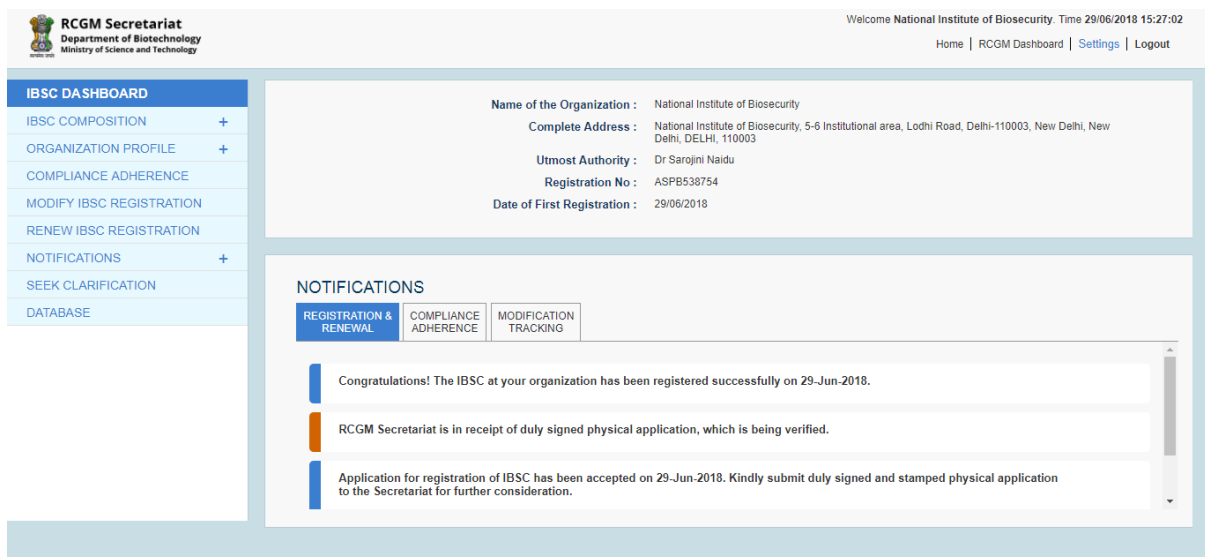 RCGM Secretariat
Department of Biotechnology
Ministry of Science and Technology
Welcome National Institute of Biosecurity. Time 29/06/2018 15:27:02
Home | RCGM Dashboard | Settings | Logout
IBSC DASHBOARD
IBSC COMPOSITION +
ORGANIZATION PROFILE +
COMPLIANCE ADHERENCE
MODIFY IBSC REGISTRATION
RENEW IBSC REGISTRATION
NOTIFICATIONS +
SEEK CLARIFICATION
DATABASE
Name of the Organization : National Institute of Biosecurity
Complete Address : National Institute of Biosecurity, 5-6 Institutional area, Lodhi Road, Delhi-110003, New Delhi, New
Delhi, DELHI, 110003
Utmost Authority : Dr Sarojini Naidu
Registration No : ASPB538754
Date of First Registration : 29/06/2018
NOTIFICATIONS
REGISTRATION &
RENEWAL
COMPLIANCE
ADHERENCE
MODIFICATION
TRACKING
Congratulations! The IBSC at your organization has been registered successfully on 29-Jun-2018.
RCGM Secretariat is in receipt of duly signed physical application, which is being verified.
Application for registration of IBSC has been accepted on 29-Jun-2018. Kindly submit duly signed and stamped physical application
to the Secretariat for further consideration.